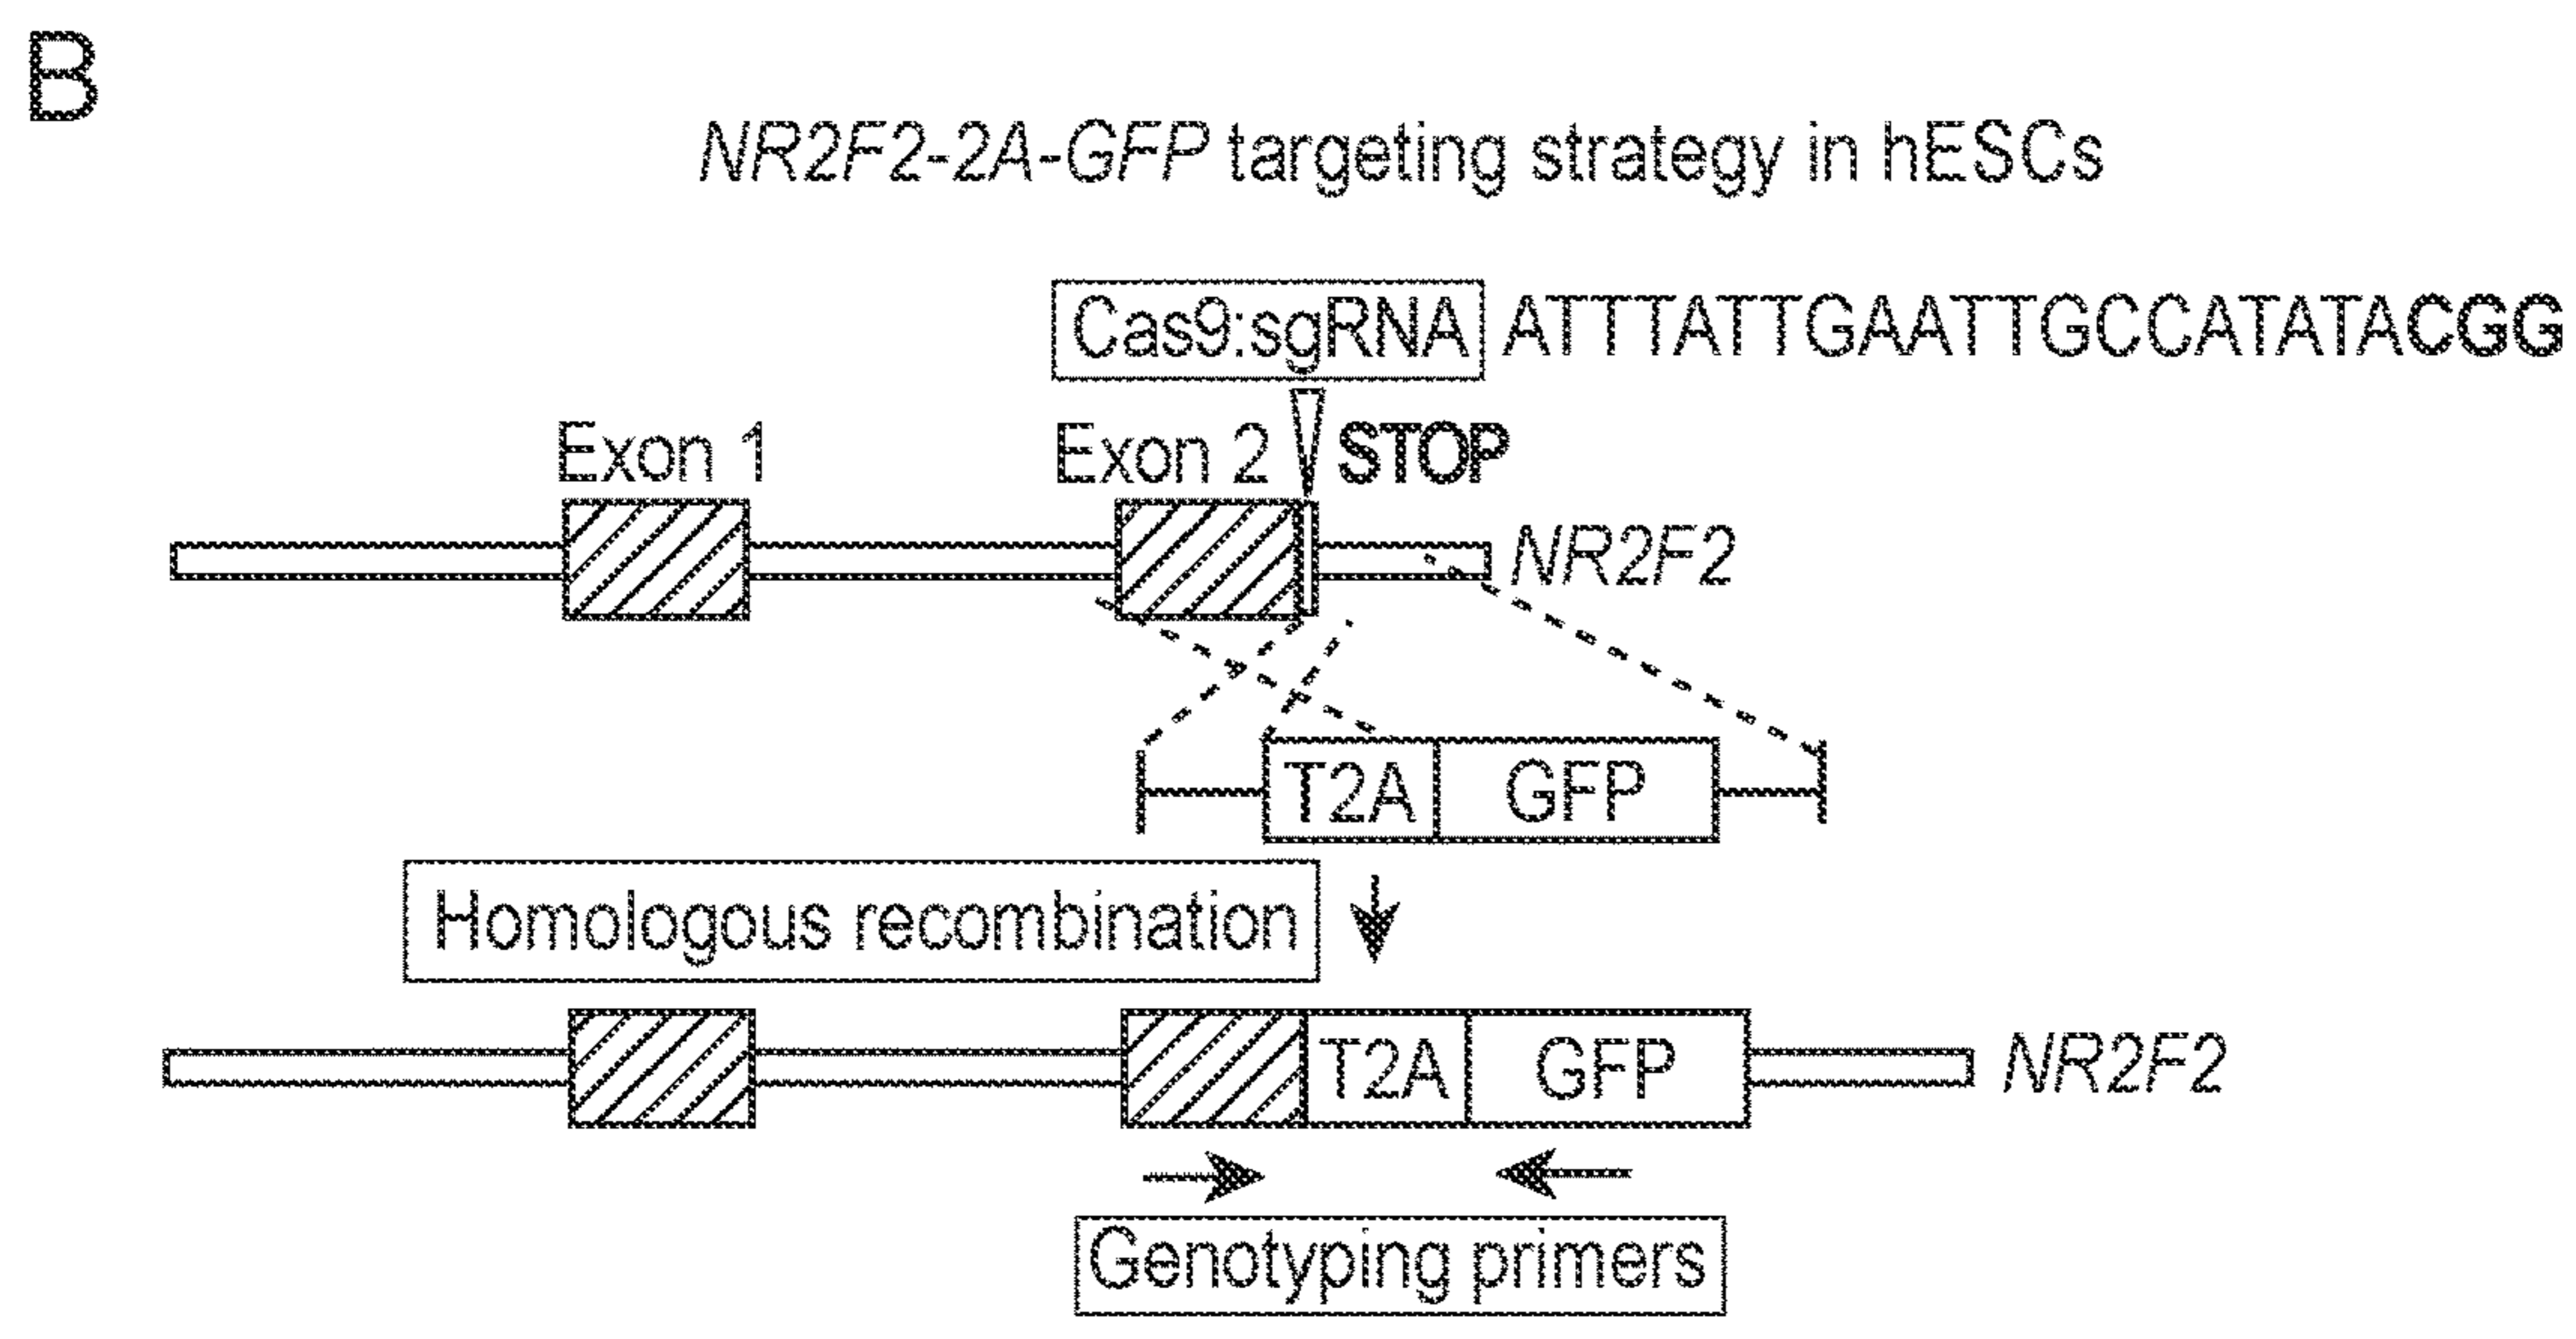 B
NR2F2-2A-GFP targeting strategy in hESCs
Cas9:sgRNA ATTTATTGAATTGCCATATACGG
Exon 1 Exon 2 STOP
NR2F2
T2A GFP
Homologous recombination
T2A GFP NR2F2
Genotyping primers